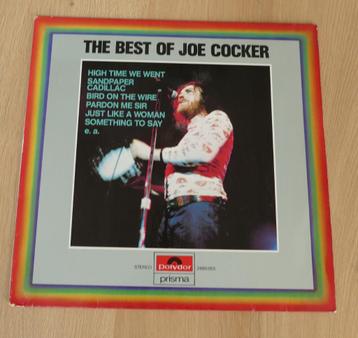 THE BEST OF JOE COCKER
HIGH TIME WE WENT
SANDPAPER
CADILLAC
BIRD ON THE WIRE
PARDON ME SIR
JUST LIKE A WOMAN
SOMETHING TO SAY
e. a.
STEREO
Polydor
prisma